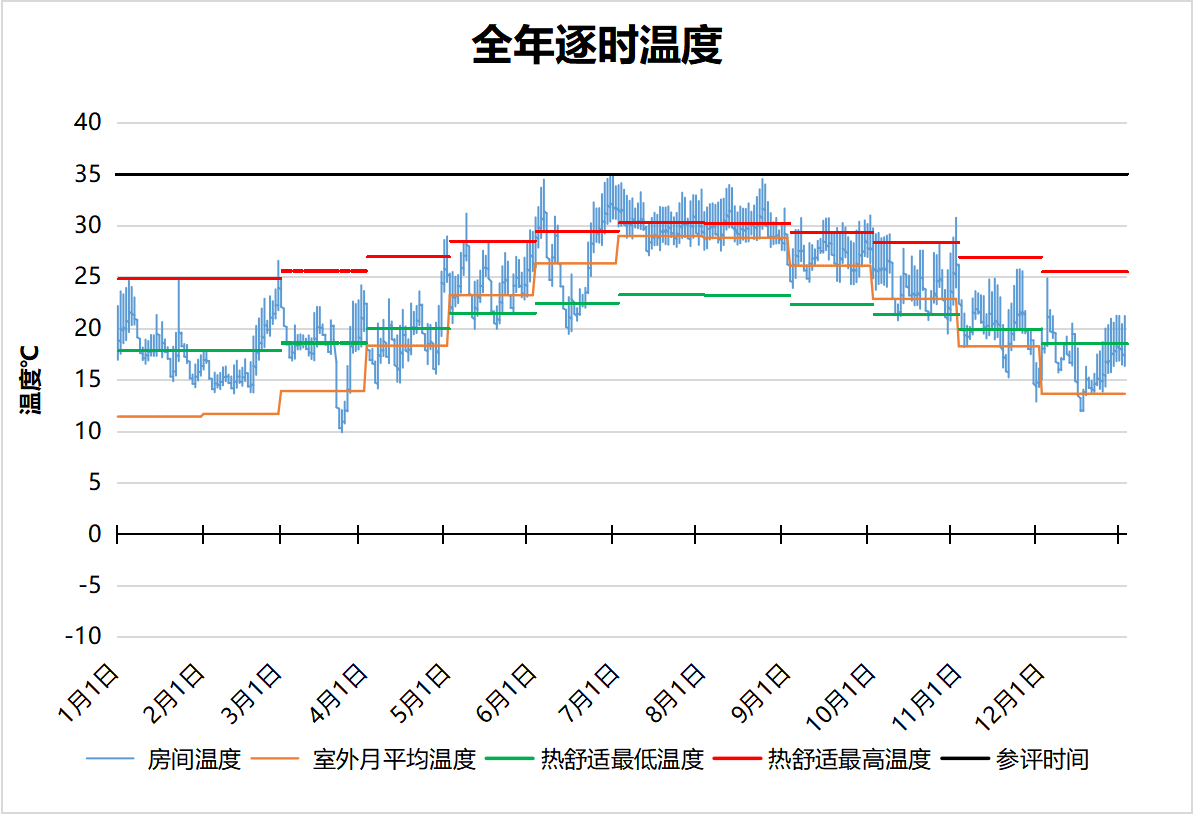 全年逐时温度
40
35
30
25
20
15
10
5
0
-5
-10
温度℃
1月1日
2月1日
3月1日
4月1日
5月1日
6月1日
7月1日
8月1日
9月1日
10月1日
11月1日
12月1日
房间温度 室外月平均温度 热舒适最低温度 热舒适最高温度 参评时间